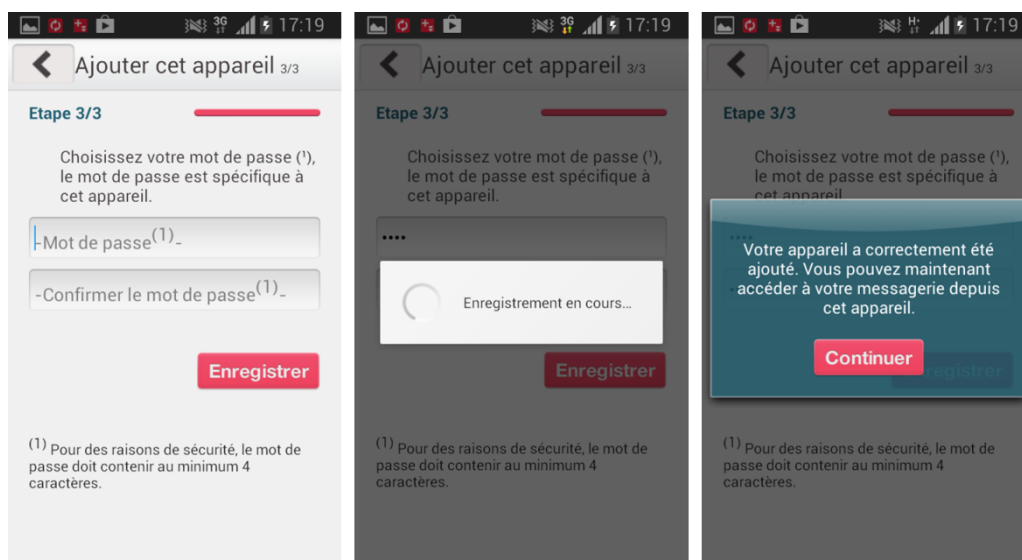 3G 17:19
Ajouter cet appareil 3/3
Etape 3/3
Choisissez votre mot de passe (¹),
le mot de passe est spécifique à
cet appareil.
-Mot de passe(1)-
-Confirmer le mot de passe(1)-
Enregistrer
(1) Pour des raisons de sécurité, le mot de
passe doit contenir au minimum 4
caractères.
3G 17:19
Ajouter cet appareil 3/3
Etape 3/3
Choisissez votre mot de passe (¹),
le mot de passe est spécifique à
cet appareil.
••••
Enregistrement en cours...
Enregistrer
(1) Pour des raisons de sécurité, le mot de
passe doit contenir au minimum 4
caractères.
H+ 17:19
Ajouter cet appareil 3/3
Etape 3/3
Choisissez votre mot de passe (¹),
le mot de passe est spécifique à
cet appareil.
Votre appareil a correctement été
ajouté. Vous pouvez maintenant
accéder à votre messagerie depuis
cet appareil.
Continuer
Enregistrer
(1) Pour des raisons de sécurité, le mot de
passe doit contenir au minimum 4
caractères.